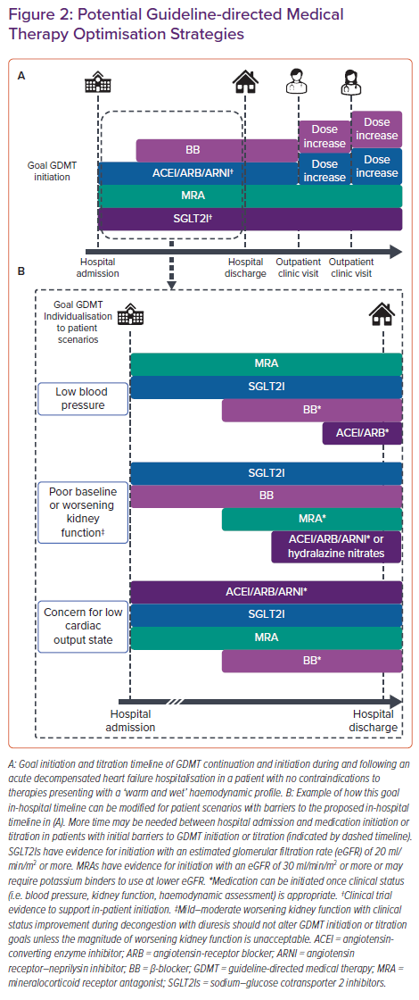 Figure 2: Potential Guideline-directed Medical
Therapy Optimisation Strategies
A
Goal GDMT
initiation
BB
ACEI/ARB/ARNI†
MRA
SGLT2I†
Dose
increase
Dose
increase
Dose
increase
Dose
increase
Hospital
admission
Hospital
discharge
Outpatient
clinic visit
Outpatient
clinic visit
B
Goal GDMT
Individualisation
to patient
scenarios
Low blood
pressure
MRA
SGLT2I
BB*
ACEI/ARB*
Poor baseline
or worsening
kidney
function‡
SGLT2I
BB
MRA*
ACEI/ARB/ARNI* or
hydralazine nitrates
Concern for low
cardiac
output state
ACEI/ARB/ARNI*
SGLT2I
MRA
BB*
Hospital
admission
Hospital
discharge
A: Goal initiation and titration timeline of GDMT continuation and initiation during and following an
acute decompensated heart failure hospitalisation in a patient with no contraindications to
therapies presenting with a ‘warm and wet’ haemodynamic profile. B: Example of how this goal
in-hospital timeline can be modified for patient scenarios with barriers to the proposed in-hospital
timeline in (A). More time may be needed between hospital admission and medication initiation or
titration in patients with initial barriers to GDMT initiation or titration (indicated by dashed timeline).
SGLT2Is have evidence for initiation with an estimated glomerular filtration rate (eGFR) of 20 ml/
min/m² or more. MRAs have evidence for initiation with an eGFR of 30 ml/min/m² or more or may
require potassium binders to use at lower eGFR. *Medication can be initiated once clinical status
(i.e. blood pressure, kidney function, haemodynamic assessment) is appropriate. †Clinical trial
evidence to support in-patient initiation. ‡Mild–moderate worsening kidney function with clinical
status improvement during decongestion with diuresis should not alter GDMT initiation or titration
goals unless the magnitude of worsening kidney function is unacceptable. ACEI = angiotensin-
converting enzyme inhibitor; ARB = angiotensin-receptor blocker; ARNI = angiotensin
receptor–neprilysin inhibitor; BB = β-blocker; GDMT = guideline-directed medical therapy; MRA =
mineralocorticoid receptor antagonist; SGLT2Is = sodium–glucose cotransporter 2 inhibitors.